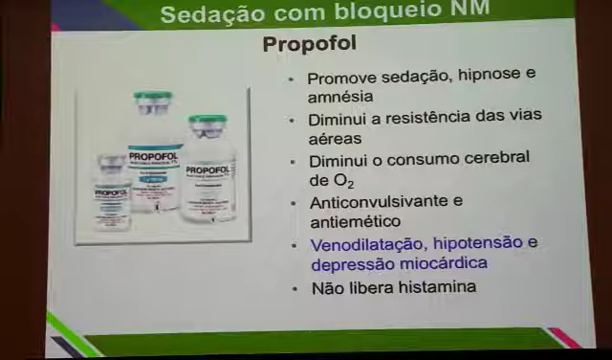 Sedação com bloqueio NM
Propofol
• Promove sedação, hipnose e
amnésia
• Diminui a resistência das vias
aéreas
• Diminui o consumo cerebral
de O₂
• Anticonvulsivante e
antiemético
• Venodilatação, hipotensão e
depressão miocárdica
• Não libera histamina
PROPOFOL
PROPOFOL
PROPOFOL